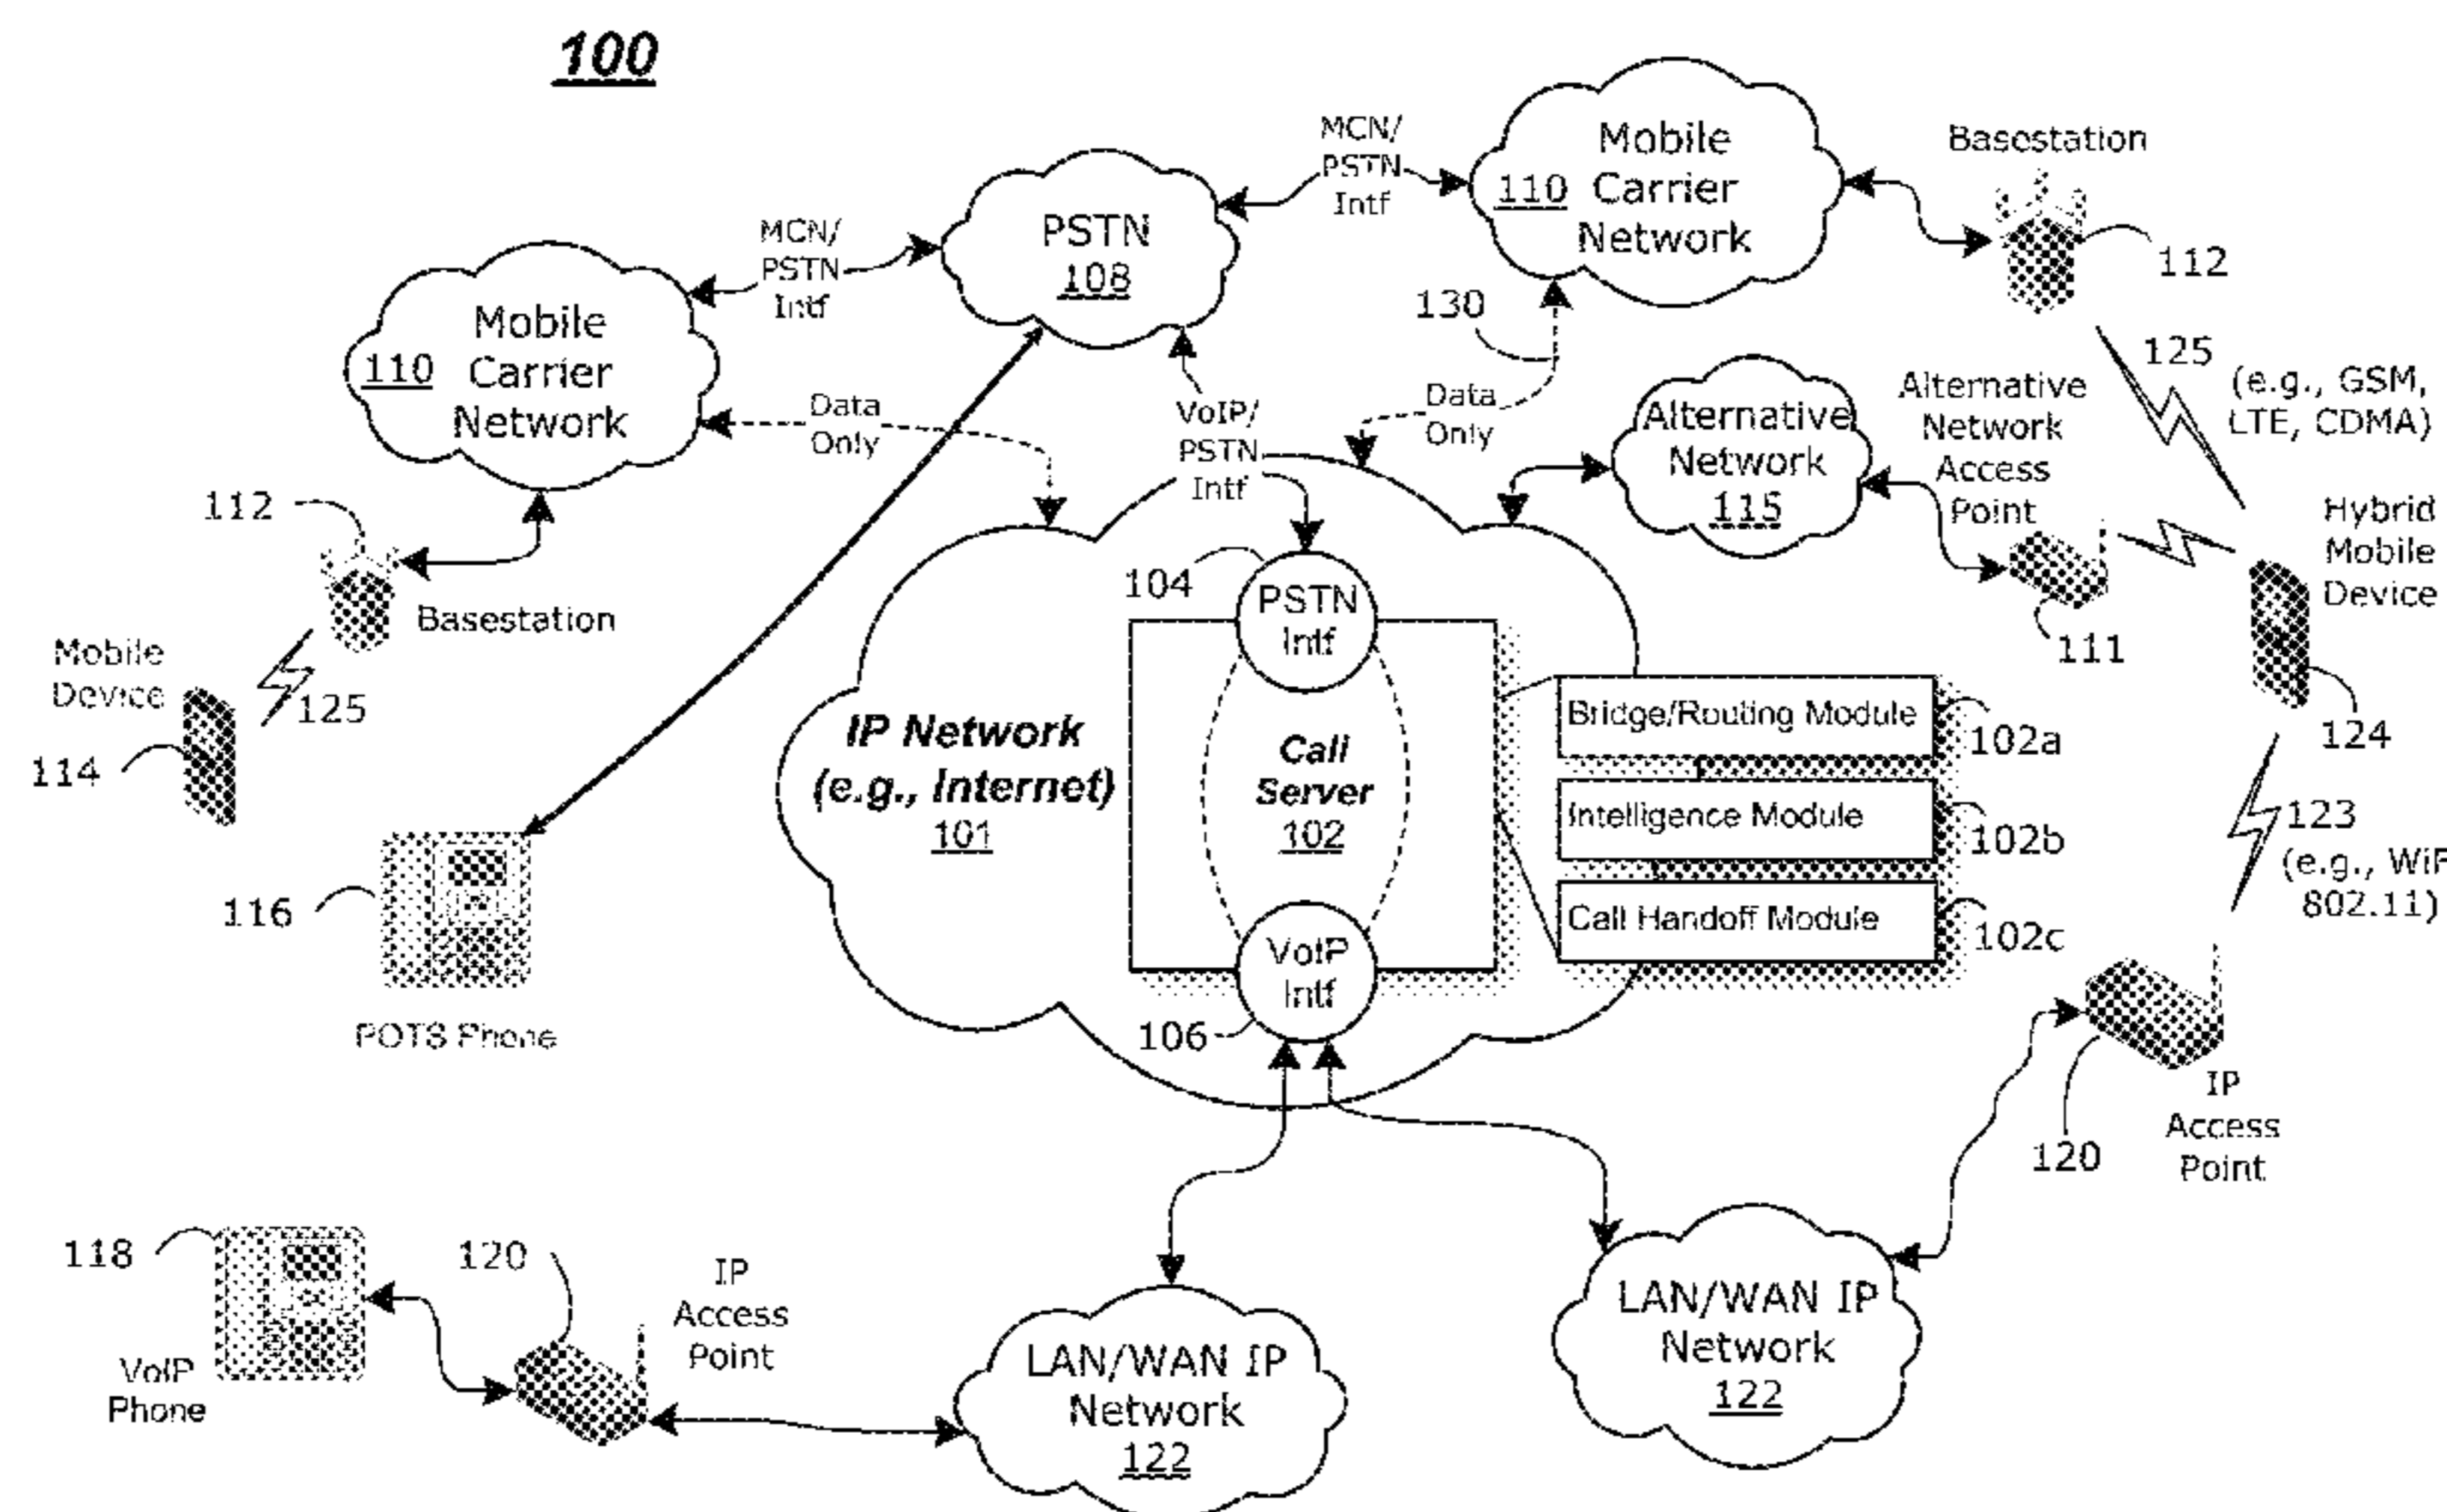 100
MCN/
PSTN
Intf
Mobile
Carrier
Network
110
Basestation
112
MCN/
PSTN
Intf
PSTN
108
Mobile
Carrier
Network
110
130
125
(e.g., GSM,
LTE, CDMA)
Data
Only
VoIP/
PSTN
Intf
Data
Only
Alternative
Network
115
Alternative
Network
Access
Point
111
Hybrid
Mobile
Device
124
112
Basestation
Mobile
Device
125
114
104
PSTN
Intf
IP Network
(e.g., Internet)
101
Call
Server
102
Bridge/Routing Module
102a
Intelligence Module
102b
Call Handoff Module
102c
123
(e.g., WiF
802.11)
116
POTS Phone
VoIP
Intf
106
120
IP
Access
Point
118
VoIP
Phone
120
IP
Access
Point
LAN/WAN IP
Network
122
LAN/WAN IP
Network
122